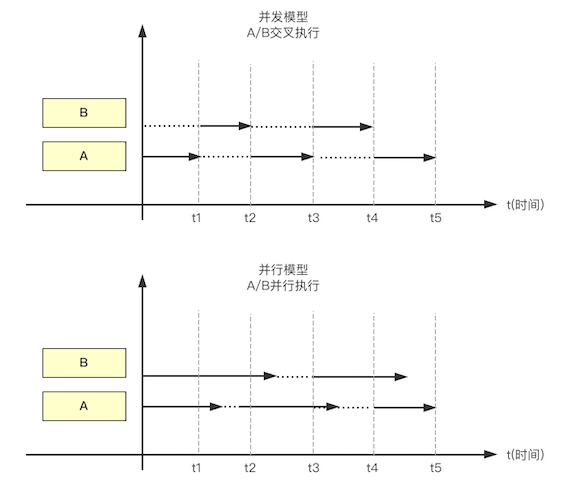 并发模型
A/B交叉执行
B
A
t1 t2 t3 t4 t5 t(时间)
并行模型
A/B并行执行
B
A
t1 t2 t3 t4 t5 t(时间)